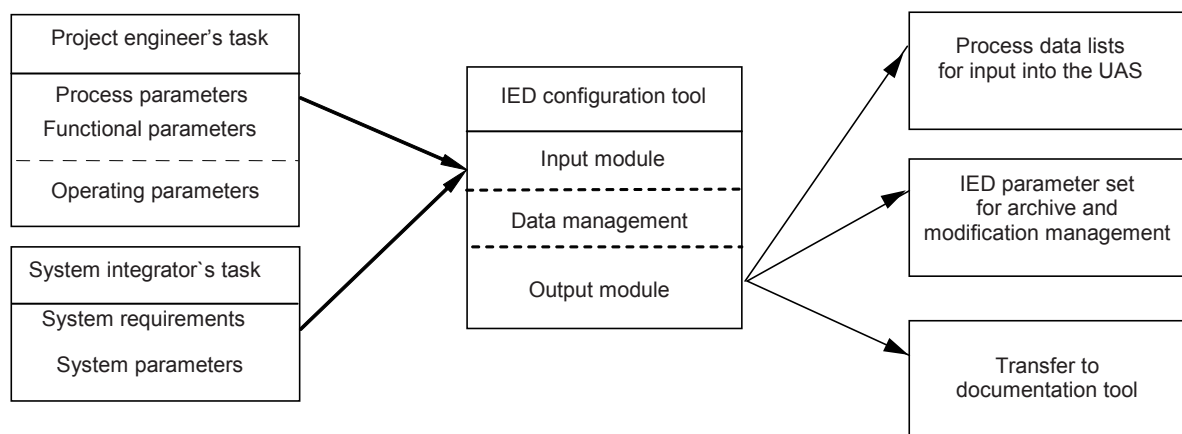 Project engineer's task
Process parameters
Functional parameters
Operating parameters
System integrator`s task
System requirements
System parameters
IED configuration tool
Input module
Data management
Output module
Process data lists
for input into the UAS
IED parameter set
for archive and
modification management
Transfer to
documentation tool